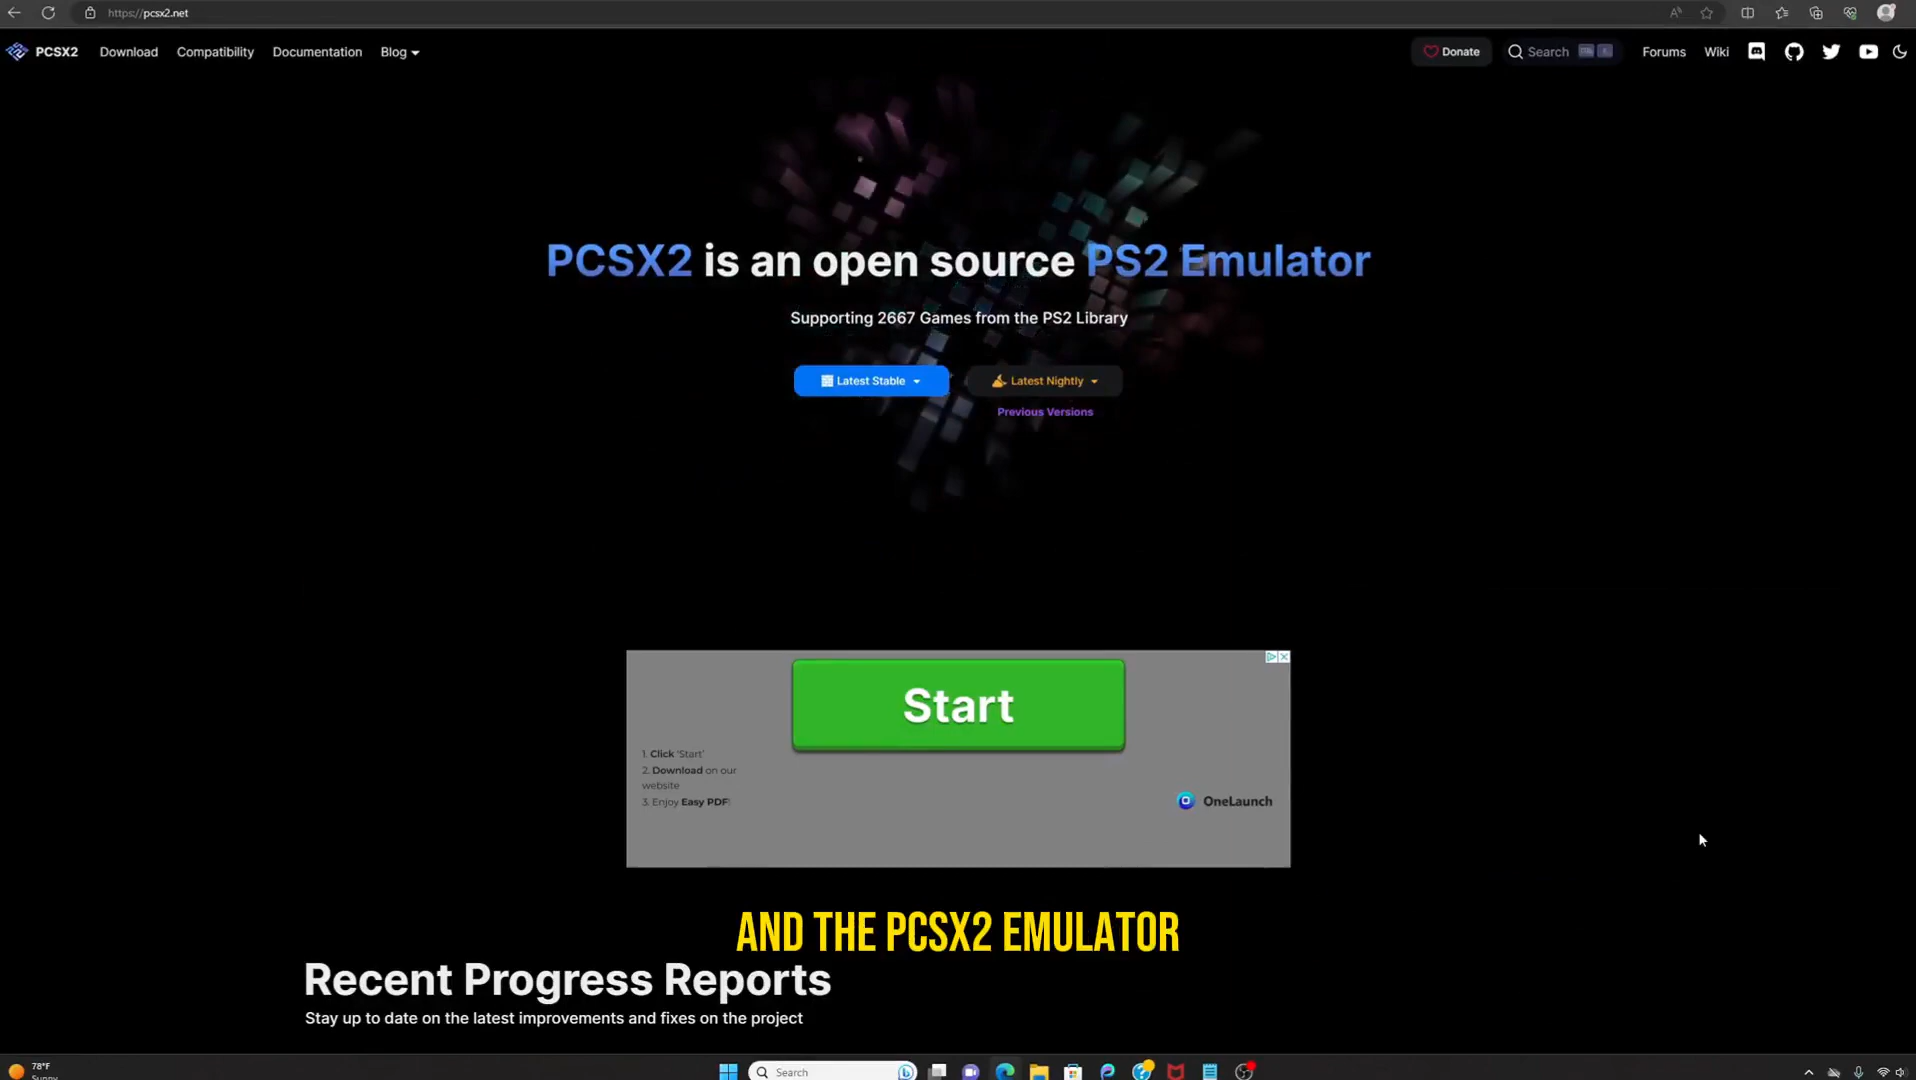 https://pcsx2.net
PCSX2 Download Compatibility Documentation Blog Donate Search Forums Wiki
PCSX2 is an open source PS2 Emulator
Supporting 2667 Games from the PS2 Library
Latest Stable Latest Nightly
Previous Versions
Start
1. Click 'Start'
2. Download on our
website
3. Enjoy Easy PDF!
OneLaunch
AND THE PCSX2 EMULATOR
Recent Progress Reports
Stay up to date on the latest improvements and fixes on the project
78°F
Sunny
Search